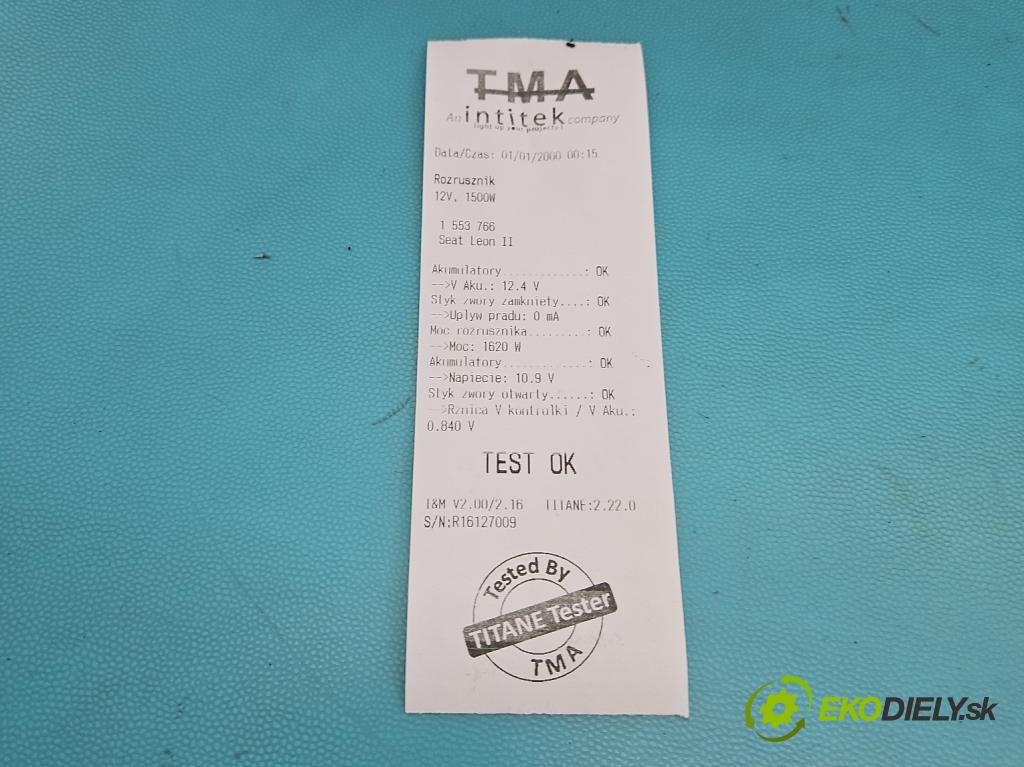 TMA
An intitek company
light up your projects!
Data/Czas: 01/01/2000 00:15
Rozrusznik
12V, 1500W
1 553 766
Seat Leon II
Akumulatory............: OK
-->V Aku.: 12.4 V
Styk zwory zamkniety....: OK
-->Uplyw pradu: 0 mA
Moc rozrusznika.........: OK
-->Moc: 1620 W
Akumulatory............: OK
-->Napiecie: 10.9 V
Styk zwory otwarty......: OK
-->Rznica V kontrolki / V Aku.:
0.840 V
TEST OK
I&M V2.00/2.16 TITANE:2.22.0
S/N:R16127009
Tested By
TITANE Tester
TMA
EKODIELY.sk